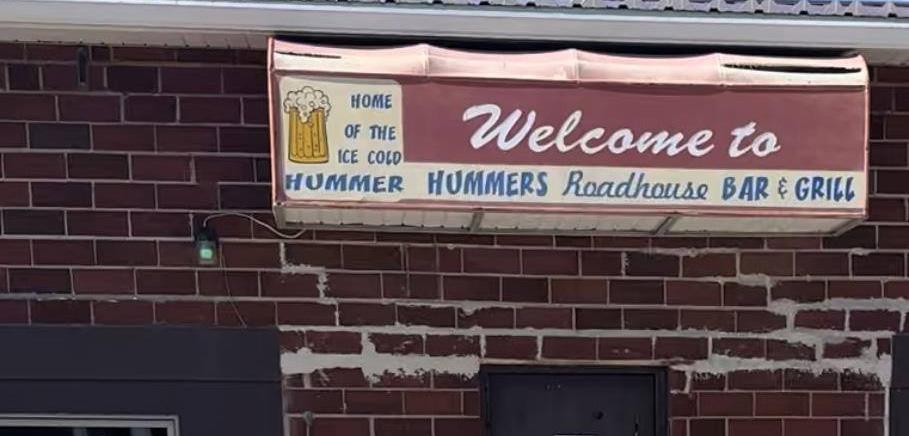 HOME
OF THE
ICE COLD
HUMMER
Welcome to
HUMMERS Roadhouse BAR & GRILL